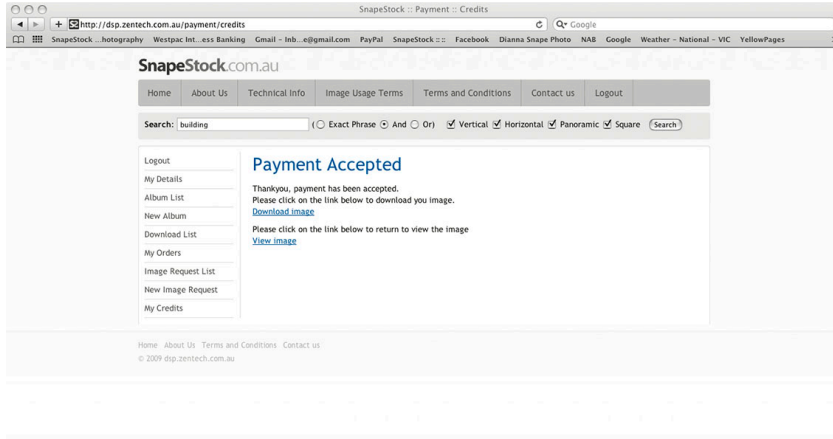 SnapeStock :: Payment :: Credits
http://dsp.zentech.com.au/payment/credits
Google
SnapeStock ...hotography Westpac Int...ess Banking Gmail – Inb...e@gmail.com PayPal SnapeStock :: :: Facebook Dianna Snape Photo NAB Google Weather – National – VIC YellowPages
SnapeStock.com.au
Home About Us Technical Info Image Usage Terms Terms and Conditions Contact us Logout
Search: building ( Exact Phrase And Or) Vertical Horizontal Panoramic Square Search
Logout
My Details
Album List
New Album
Download List
My Orders
Image Request List
New Image Request
My Credits
Payment Accepted
Thankyou, payment has been accepted.
Please click on the link below to download you image.
Download image
Please click on the link below to return to view the image
View image
Home About Us Terms and Conditions Contact us
© 2009 dsp.zentech.com.au